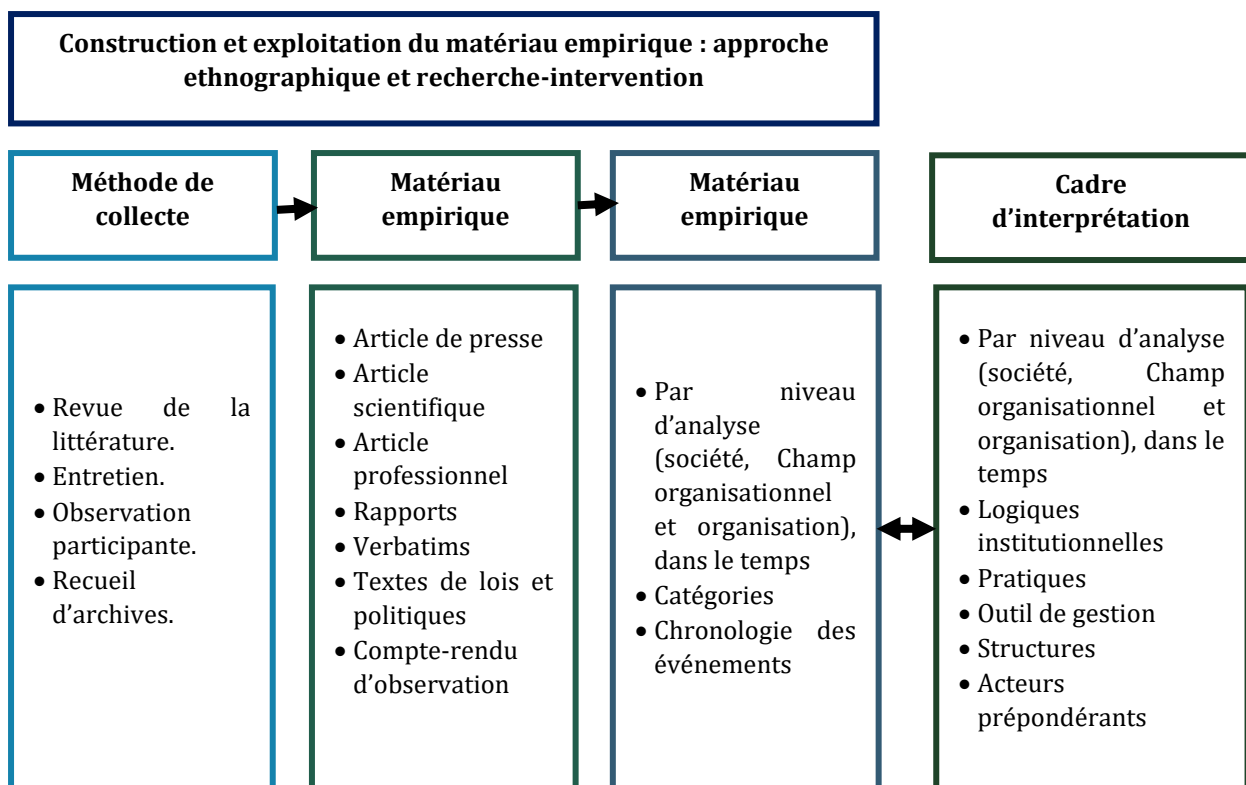 Construction et exploitation du matériau empirique : approche
ethnographique et recherche-intervention
Méthode de
collecte
Matériau
empirique
Matériau
empirique
Cadre
d’interprétation
• Revue de la
littérature.
• Entretien.
• Observation
participante.
• Recueil
d’archives.
• Article de presse
• Article
scientifique
• Article
professionnel
• Rapports
• Verbatims
• Textes de lois et
politiques
• Compte-rendu
d’observation
• Par niveau
d’analyse
(société, Champ
organisationnel
et organisation),
dans le temps
• Catégories
• Chronologie des
événements
• Par niveau d’analyse
(société, Champ
organisationnel et
organisation), dans le
temps
• Logiques
institutionnelles
• Pratiques
• Outil de gestion
• Structures
• Acteurs
prépondérants